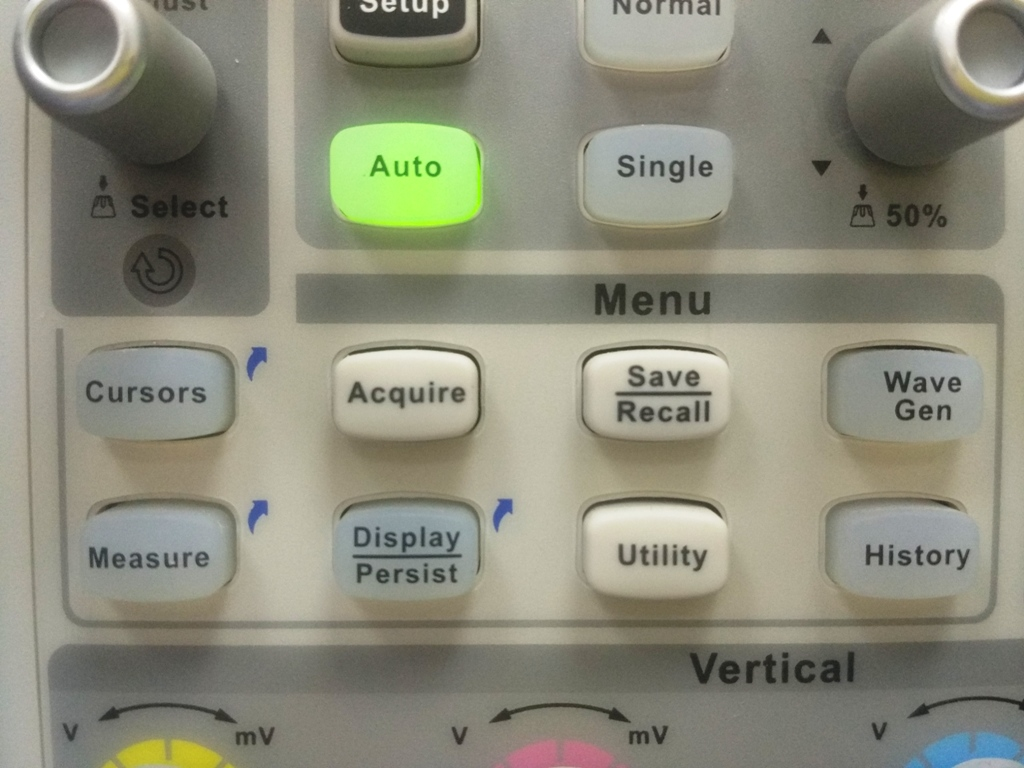 Setup
Normal
Auto
Single
Select
50%
Menu
Cursors
Acquire
Save
Recall
Wave
Gen
Measure
Display
Persist
Utility
History
Vertical
V
mV
V
mV
V